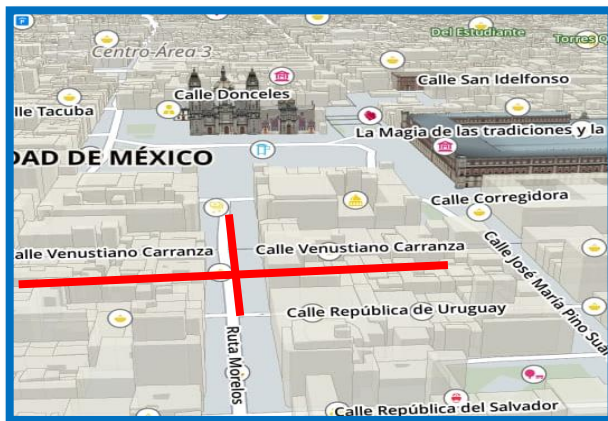 Del Estudiante
Torres Q
Centro-Área 3
Calle San Idelfonso
Calle Donceles
lle Tacuba
La Magia de las tradiciones y la
DAD DE MÉXICO
Calle Corregidora
alle Venustiano Carranza
Calle Venustiano Carranza
Calle José María Pino Suar
Calle República de Uruguay
Ruta Morelos
Calle República del Salvador